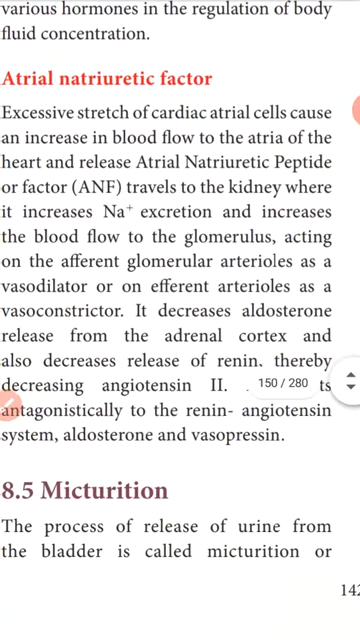 various hormones in the regulation of body
fluid concentration.
Atrial natriuretic factor
Excessive stretch of cardiac atrial cells cause
an increase in blood flow to the atria of the
heart and release Atrial Natriuretic Peptide
or factor (ANF) travels to the kidney where
it increases Na⁺ excretion and increases
the blood flow to the glomerulus, acting
on the afferent glomerular arterioles as a
vasodilator or on efferent arterioles as a
vasoconstrictor. It decreases aldosterone
release from the adrenal cortex and
also decreases release of renin, thereby
decreasing angiotensin II.
150 / 280
antagonistically to the renin- angiotensin
system, aldosterone and vasopressin.
8.5 Micturition
The process of release of urine from
the bladder is called micturition or
142